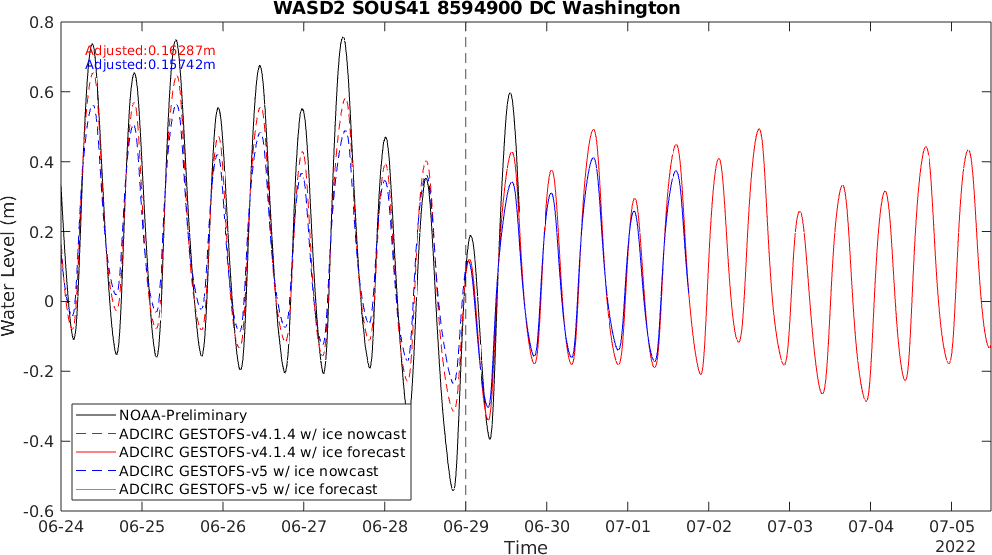 WASD2 SOUS41 8594900 DC Washington
Adjusted:0.16287m
Adjusted:0.15742m
Water Level (m)
0.8
0.6
0.4
0.2
0
-0.2
-0.4
-0.6
NOAA-Preliminary
ADCIRC GESTOFS-v4.1.4 w/ ice nowcast
ADCIRC GESTOFS-v4.1.4 w/ ice forecast
ADCIRC GESTOFS-v5 w/ ice nowcast
ADCIRC GESTOFS-v5 w/ ice forecast
06-24 06-25 06-26 06-27 06-28 06-29 06-30 07-01 07-02 07-03 07-04 07-05
Time
2022